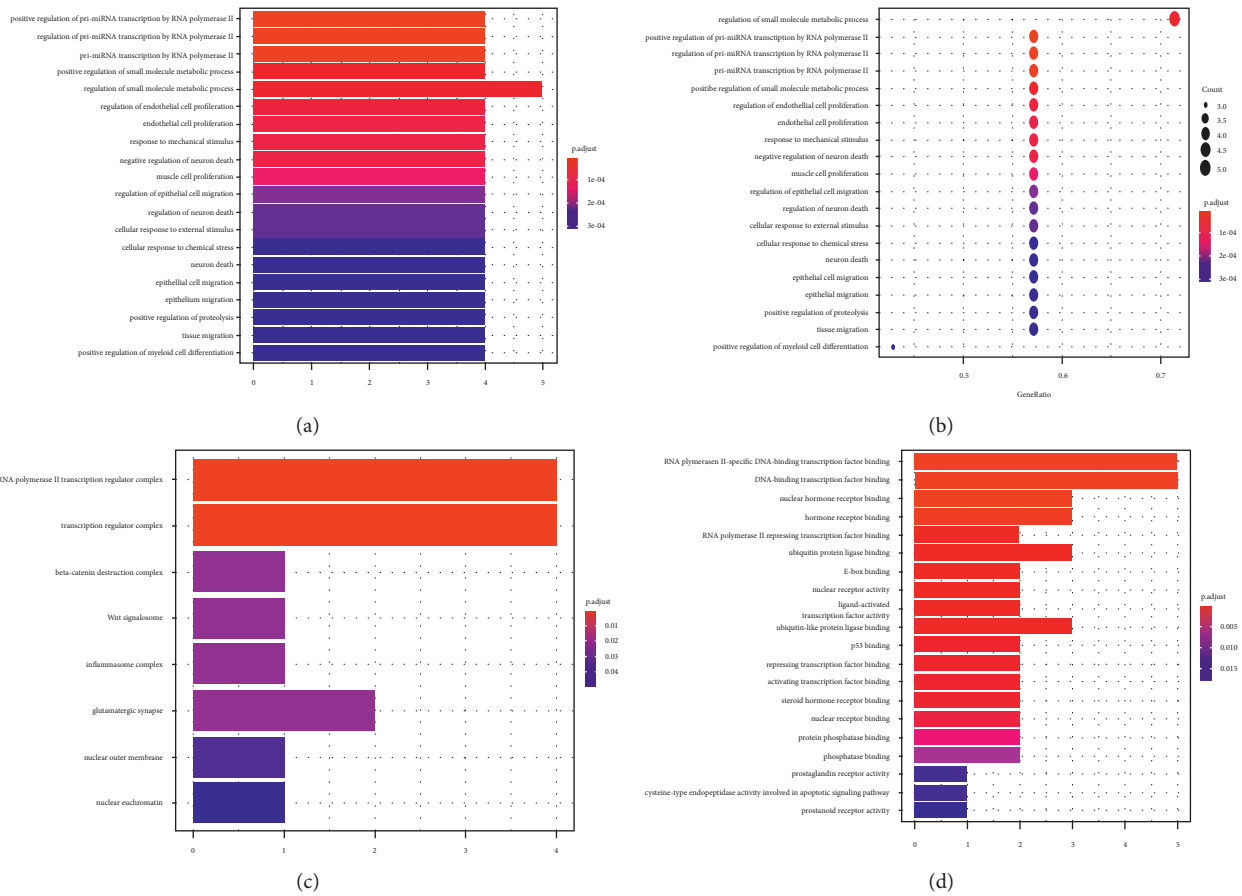 positive regulation of pri-miRNA transcription by RNA polymerase II
regulation of pri-miRNA transcription by RNA polymerase II
pri-miRNA transcription by RNA polymerase II
positive regulation of small molecule metabolic process
regulation of small molecule metabolic process
regulation of endothelial cell profileration
endothelial cell proliferation
response to mechanical stimulus
negative regulation of neuron death
muscle cell proliferation
regulation of epithelial cell migration
regulation of neuron death
cellular response to external stimulus
cellular response to chemical stress
neuron death
epithellial cell migration
epithelium migration
positive regulation of proteolysis
tissue migration
positive regulation of myeloid cell differentiation
0 1 2 3 4 5
p.adjust
1e-04
2e-04
3e-04
(a)
regulation of small molecule metabolic process
positive regulation of pri-miRNA transctiption by RNA polymerase II
regulation of pri-miRNA transcription by RNA polymerase II
pri-miRNA transcription by RNA polymerase II
positibe regulation of small molecule metabolic process
regulation of endothellial cell proliferation
endothelial cell proliferation
response to mechanical stimulus
negative regulation of neuron death
muscle cell proliferation
regulation of epithelial cell migration
regulation of neuron death
cellular response to external stimulus
cellular response to chemical stress
neuron death
epithelial cell migration
epithelial migration
positive regulation of proteolysis
tissue migration
positive regulation of myeloid cell differentiation
0.5 0.6 0.7
GeneRatio
Count
3.0
3.5
4.0
4.5
5.0
p.adjust
1e-04
2e-04
3e-04
(b)
RNA polymerase II transcription regulator complex
transcription regulator complex
beta-catenin destruction complex
Wnt signalosome
inflammasome complex
glutamatergic synapse
nuclear outer membrane
nuclear euchromatin
0 1 2 3 4
p.adjust
0.01
0.02
0.03
0.04
(c)
RNA plymerasen II-specific DNA-binding transcription factor binding
DNA-binding transcription factor binding
nuclear hormone receptor binding
hormone receptor binding
RNA polymerase II repressing transcription factor binding
ubiquitin protein ligase binding
E-box binding
nuclear receptor activity
ligand-activated
transcription factor activity
ubiqutin-like protein ligase binding
p53 binding
repressing transcription factor binding
activating transcription factor binding
steroid hormone receptor binding
nuclear receptor binding
protein phosphatase binding
phosphatase binding
prostaglandin receptor activity
cysteine-type endopeptidase activity involved in apoptotic signaling pathway
prostanoid receptor activity
0 1 2 3 4 5
p.adjust
0.005
0.010
0.015
(d)